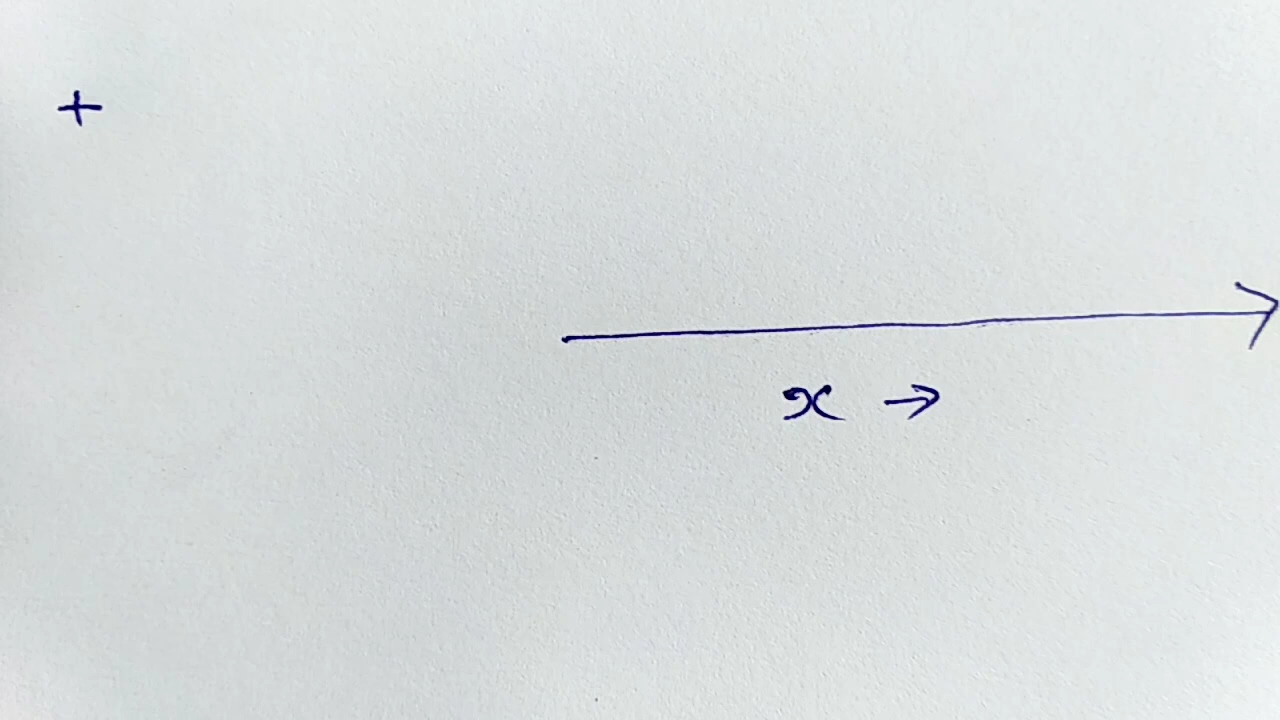 +
x →